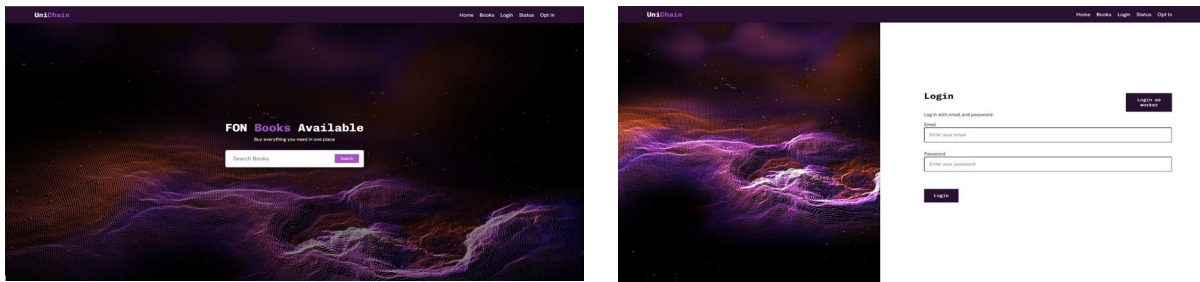 UniChain
Home Books Login Status Opt in
FON Books Available
Buy everything you need in one place
Search Books
Search
UniChain
Home Books Login Status Opt in
Login
Login as
worker
Log in with email and password.
Email
Enter your email
Password
Enter your password
Login